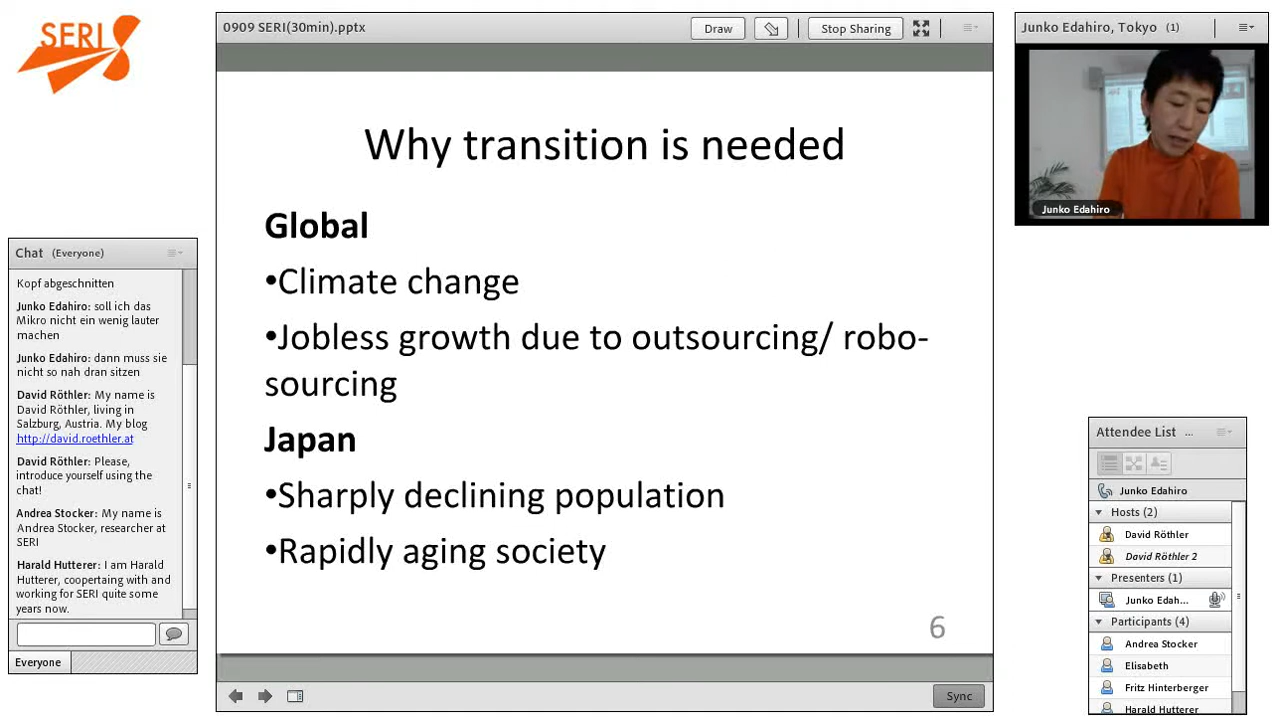 SERI
0909 SERI(30min).pptx
Draw
Stop Sharing
Why transition is needed
Global
•Climate change
•Jobless growth due to outsourcing/ robo-
sourcing
Japan
•Sharply declining population
•Rapidly aging society
6
Sync
Chat (Everyone)
Kopf abgeschnitten
Junko Edahiro: soll ich das
Mikro nicht ein wenig lauter
machen
Junko Edahiro: dann muss sie
nicht so nah dran sitzen
David Röthler: My name is
David Röthler, living in
Salzburg, Austria. My blog
http://david.roethler.at
David Röthler: Please,
introduce yourself using the
chat!
Andrea Stocker: My name is
Andrea Stocker, researcher at
SERI
Harald Hutterer: I am Harald
Hutterer, coopertaing with and
working for SERI quite some
years now.
Everyone
Junko Edahiro, Tokyo (1)
Junko Edahiro
Attendee List ...
Junko Edahiro
Hosts (2)
David Röthler
David Röthler 2
Presenters (1)
Junko Edah...
Participants (4)
Andrea Stocker
Elisabeth
Fritz Hinterberger
Harald Hutterer